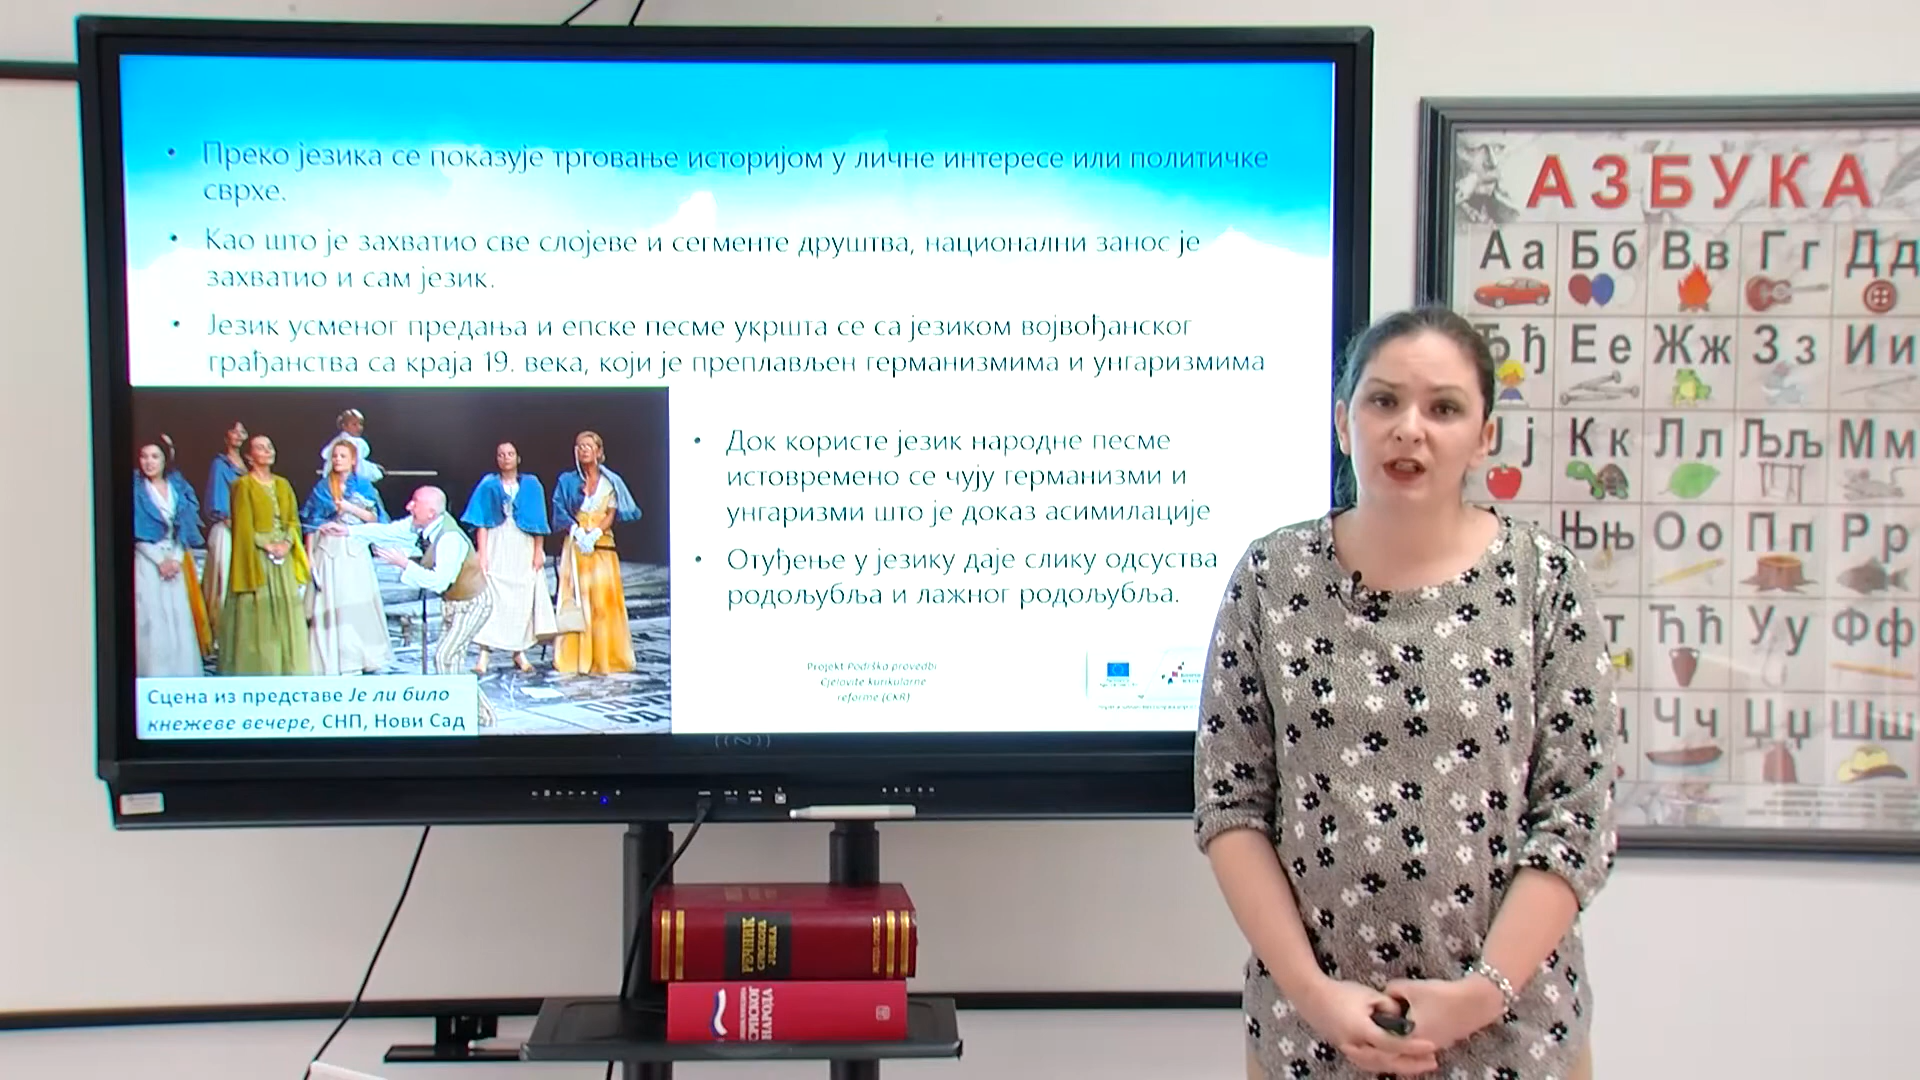 • Преко језика се показује трговање историјом у личне интересе или политичке
сврхе.
• Као што је захватио све слојеве и сегменте друштва, национални занос је
захватио и сам језик.
• Језик усменог предања и епске песме укршта се са језиком војвођанског
грађанства са краја 19. века, који је преплављен германизмима и унгаризмима
• Док користе језик народне песме
истовремено се чују германизми и
унгаризми што је доказ асимилације
• Отуђење у језику даје слику одсуства
родољубља и лажног родољубља.
Projekt Podrška provedbi
Cjelovite kurikularne
reforme (CKR)
Сцена из представе Је ли било
кнежеве вечере, СНП, Нови Сад
АЗБУКА
Аа Бб Вв Гг Дд
Ђђ Ее Жж Зз Ии
Јј Кк Лл Љљ Мм
Њњ Оо Пп Рр
т Ћћ Уу Фф
Чч Џџ Шш
РЕЧНИК
СРПСКОГА
ЈЕЗИКА
СРПСКОГ
НАРОДА